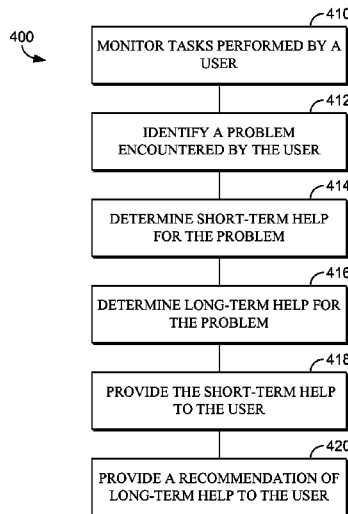 400
410
MONITOR TASKS PERFORMED BY A
USER
412
IDENTIFY A PROBLEM
ENCOUNTERED BY THE USER
414
DETERMINE SHORT-TERM HELP
FOR THE PROBLEM
416
DETERMINE LONG-TERM HELP FOR
THE PROBLEM
418
PROVIDE THE SHORT-TERM HELP
TO THE USER
420
PROVIDE A RECOMMENDATION OF
LONG-TERM HELP TO THE USER